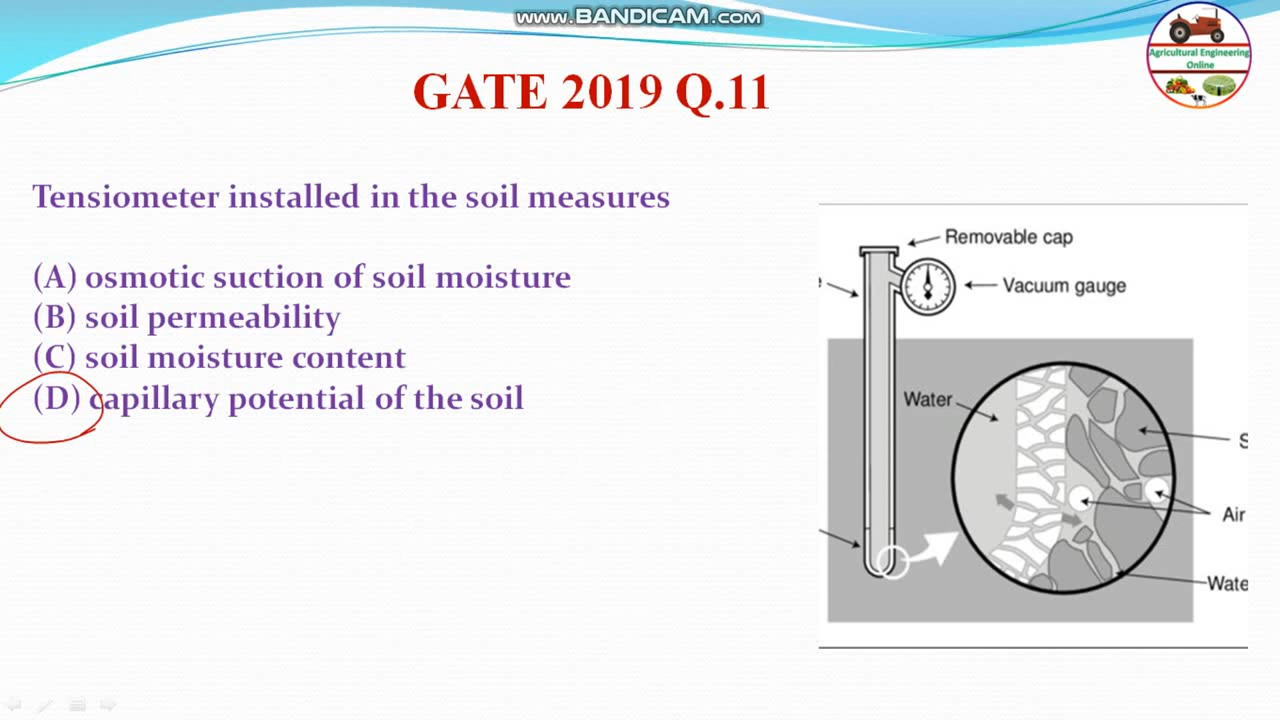 www.BANDICAM.com
Agricultural Engineering
Online
GATE 2019 Q.11
Tensiometer installed in the soil measures
(A) osmotic suction of soil moisture
(B) soil permeability
(C) soil moisture content
(D) capillary potential of the soil
Removable cap
e
Vacuum gauge
Water
S
Air
Wate